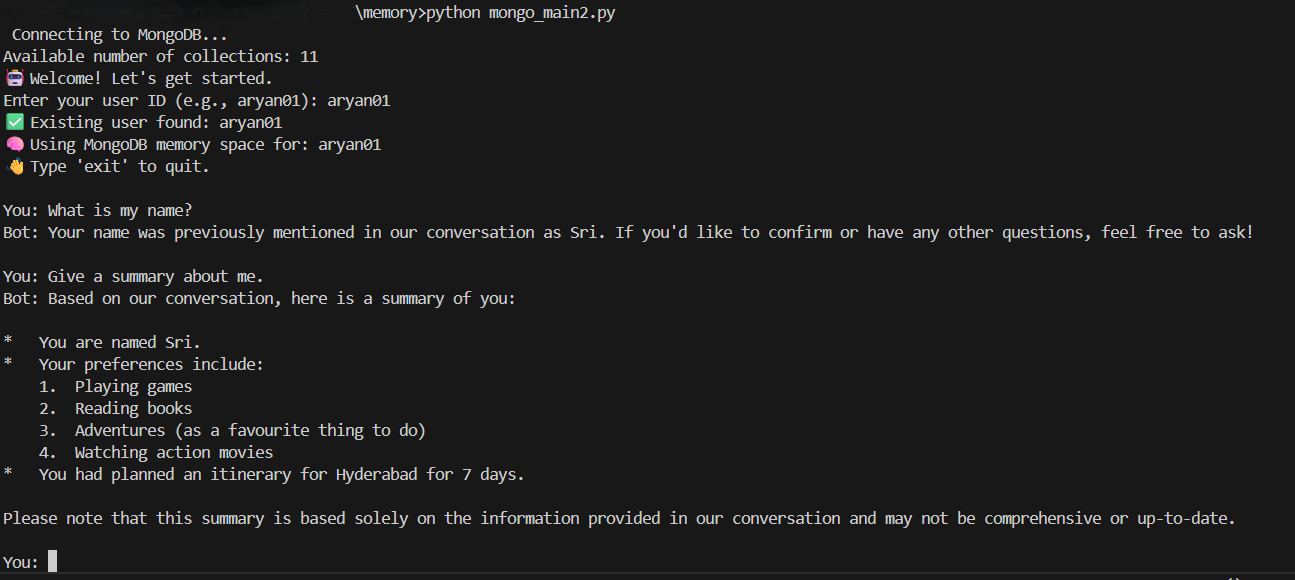 \memory>python mongo_main2.py
Connecting to MongoDB...
Available number of collections: 11
Welcome! Let's get started.
Enter your user ID (e.g., aryan01): aryan01
Existing user found: aryan01
Using MongoDB memory space for: aryan01
Type 'exit' to quit.
You: What is my name?
Bot: Your name was previously mentioned in our conversation as Sri. If you'd like to confirm or have any other questions, feel free to ask!
You: Give a summary about me.
Bot: Based on our conversation, here is a summary of you:
* You are named Sri.
* Your preferences include:
1. Playing games
2. Reading books
3. Adventures (as a favourite thing to do)
4. Watching action movies
* You had planned an itinerary for Hyderabad for 7 days.
Please note that this summary is based solely on the information provided in our conversation and may not be comprehensive or up-to-date.
You: